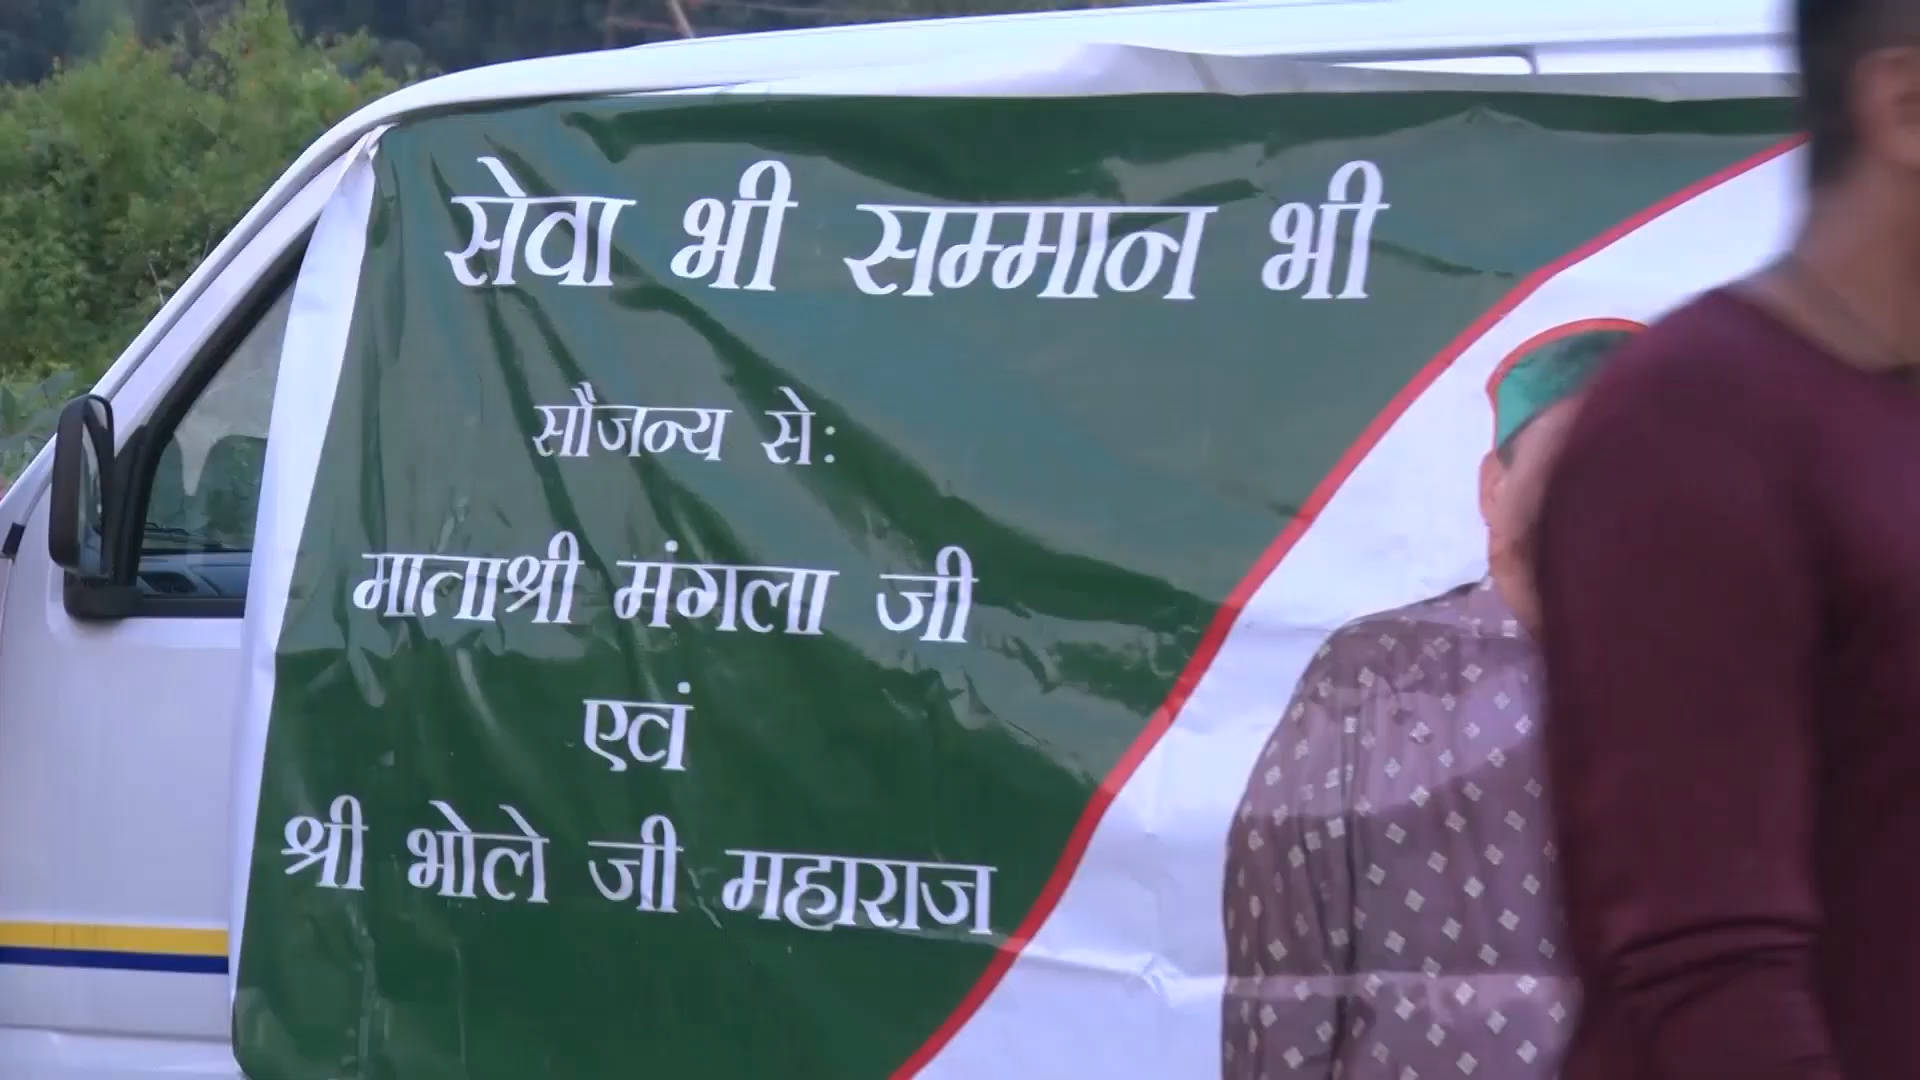 सेवा भी सम्मान भी
सौजन्य से:
माताश्री मंगला जी
एवं
श्री भोले जी महाराज